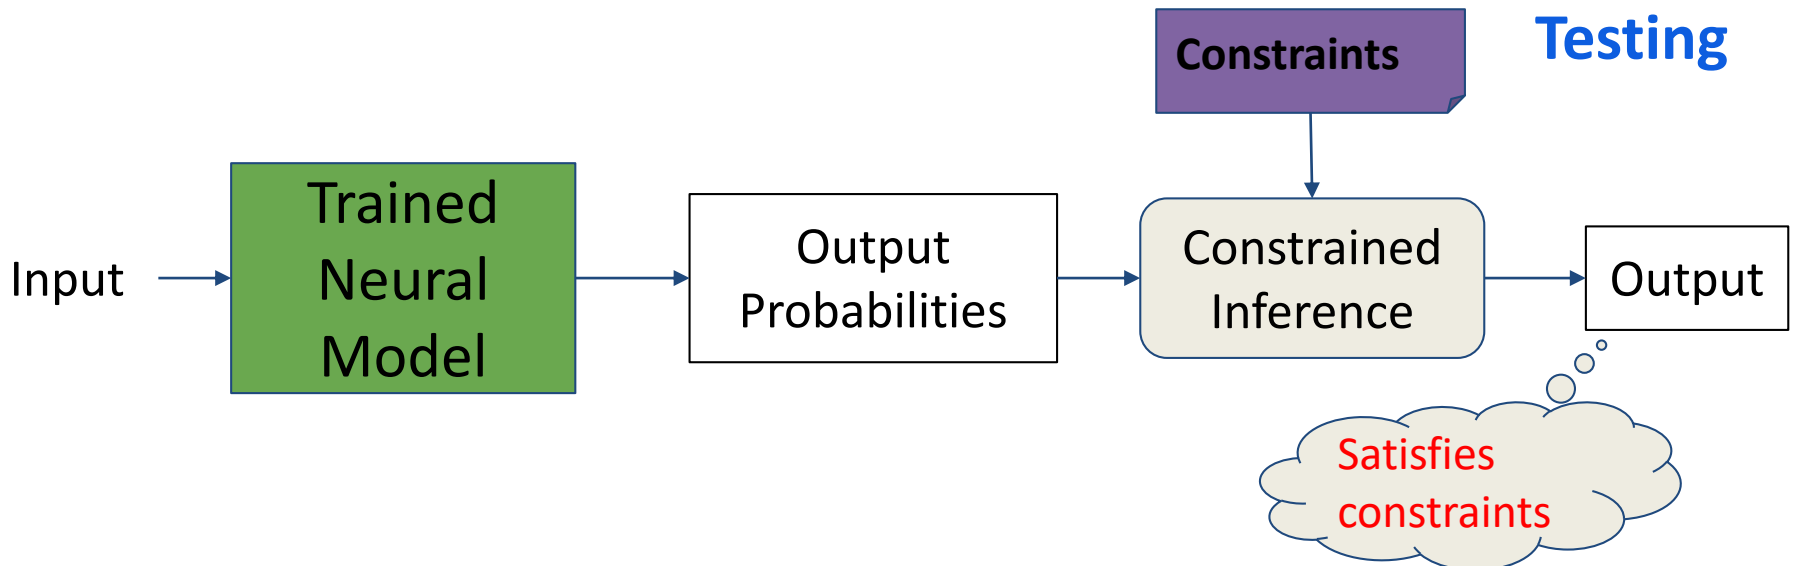 Testing
Constraints
Input
Trained
Neural
Model
Output
Probabilities
Constrained
Inference
Output
Satisfies
constraints